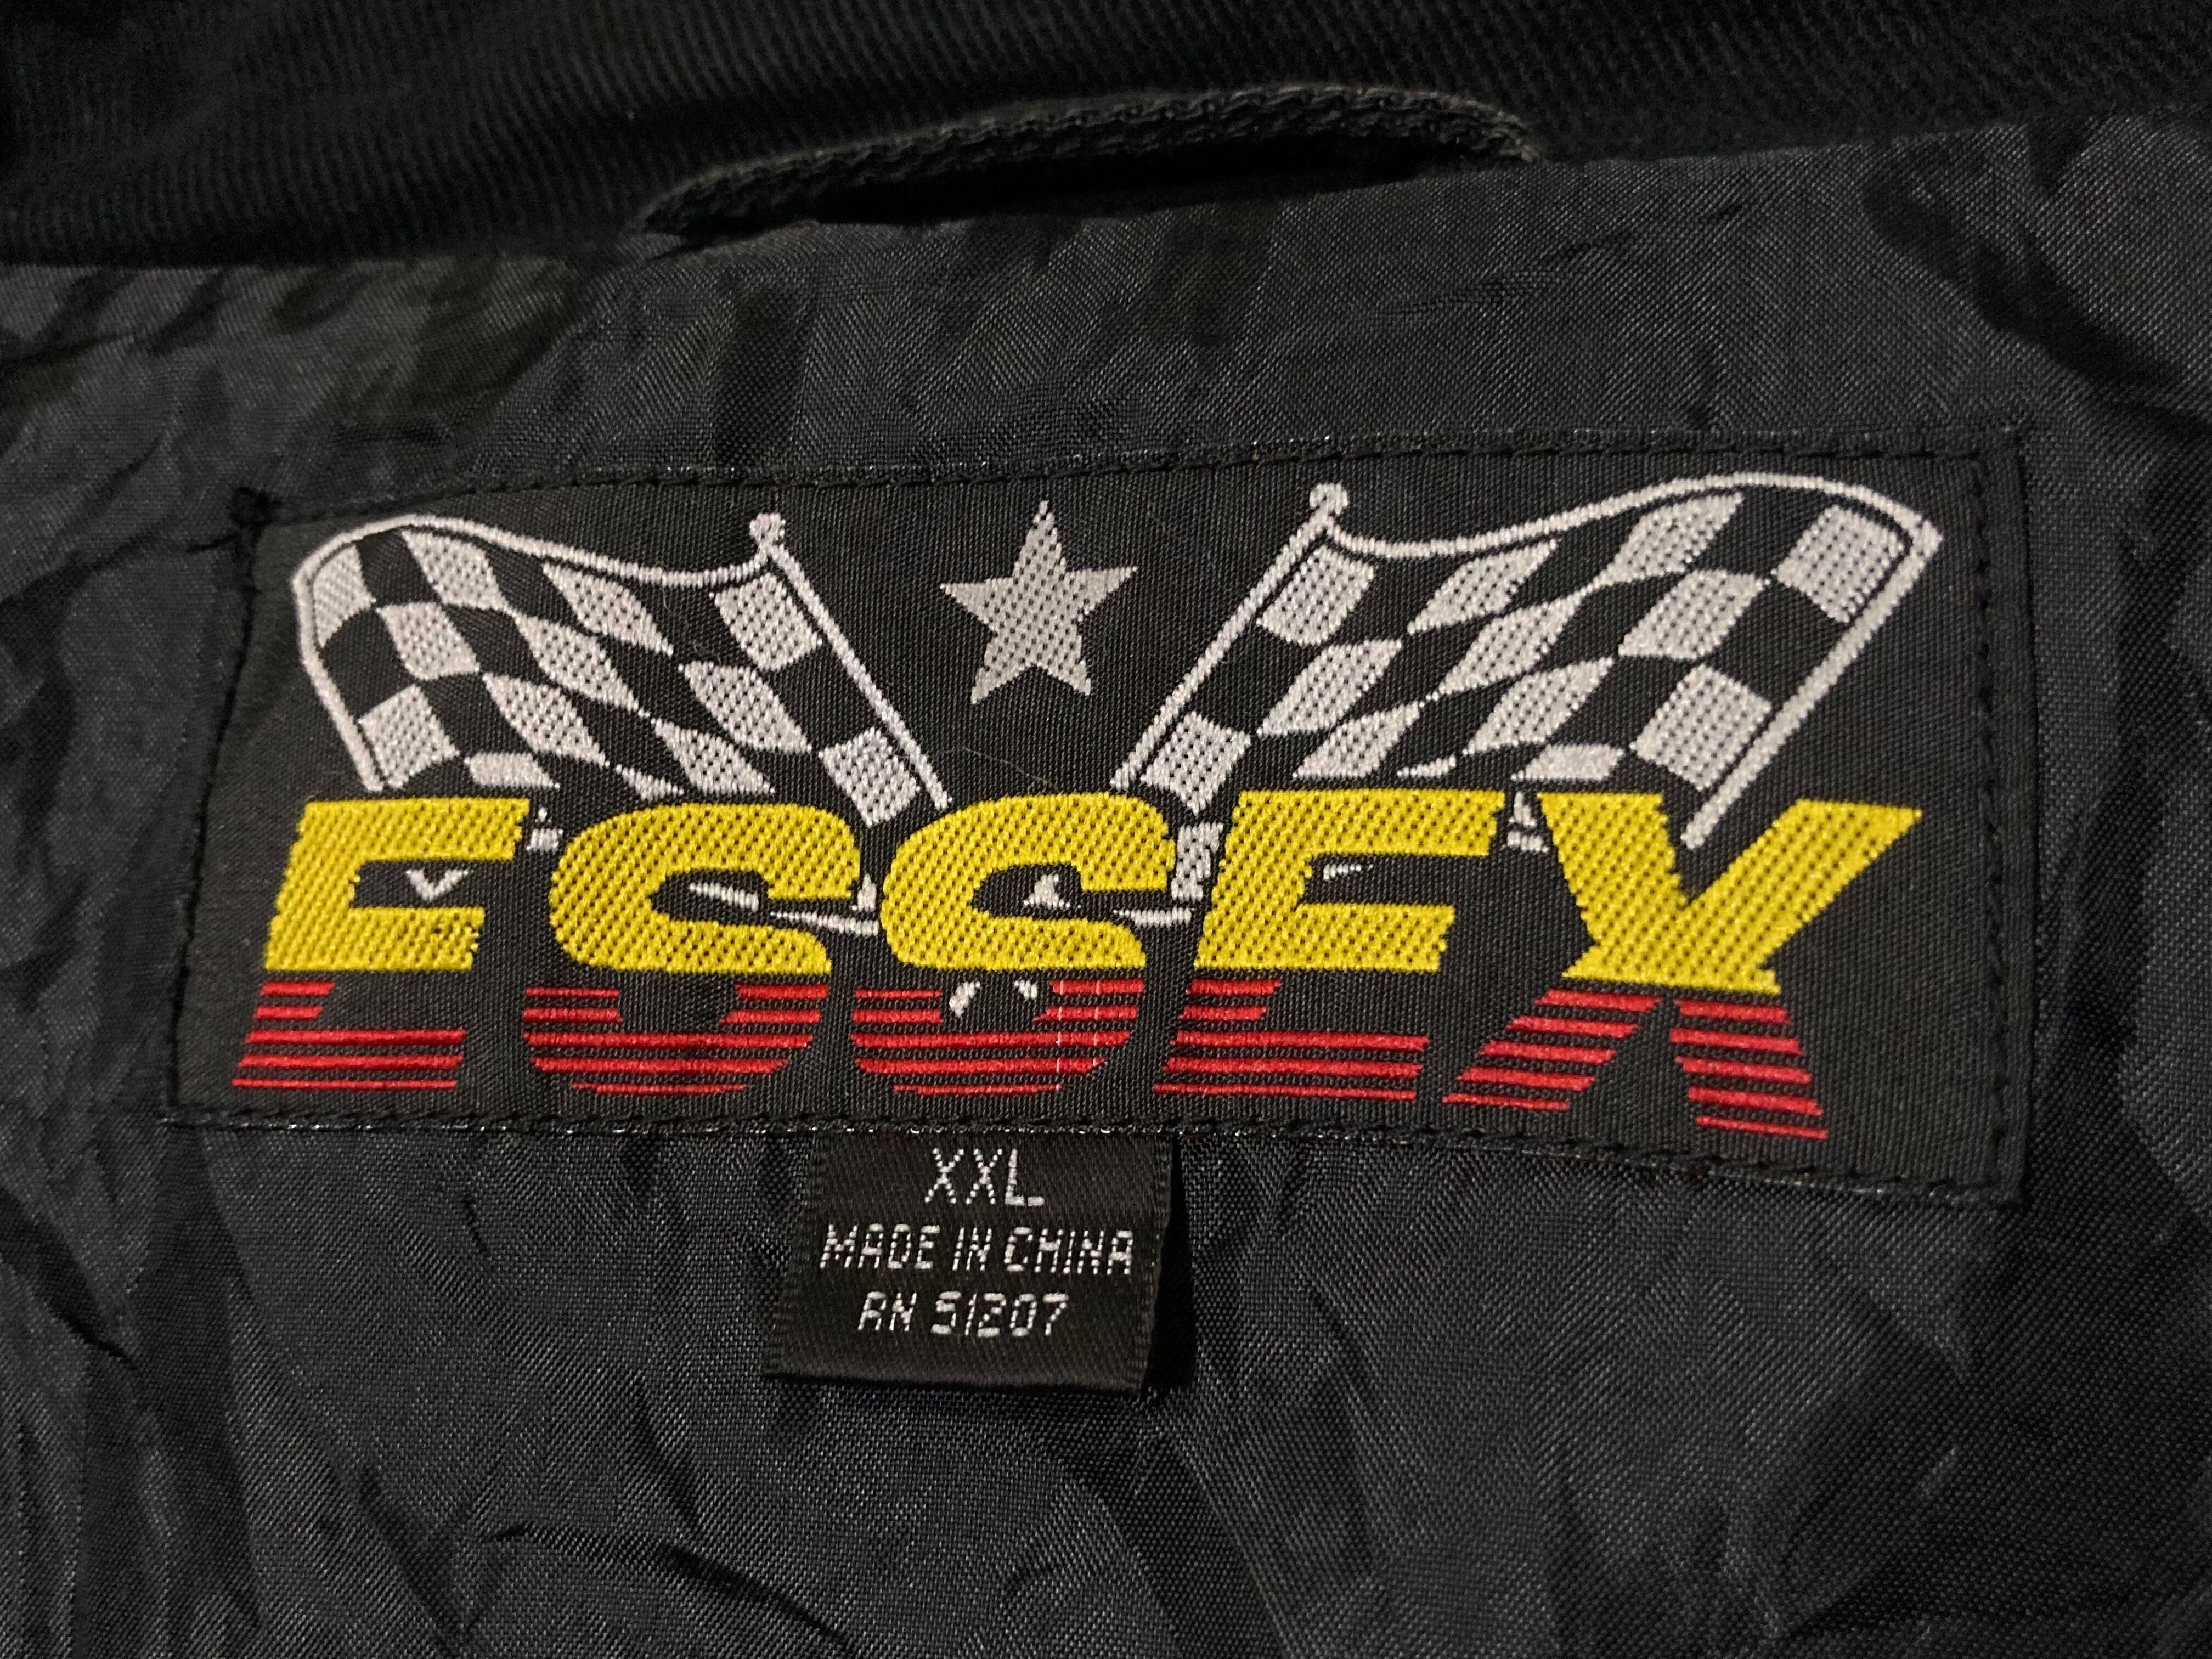 ESSEX
XXL
MADE IN CHINA
RN 51207